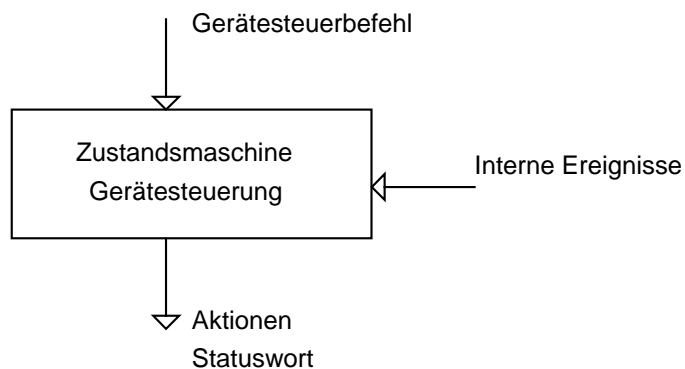 Gerätesteuerbefehl
Zustandsmaschine
Gerätesteuerung
Interne Ereignisse
Aktionen
Statuswort